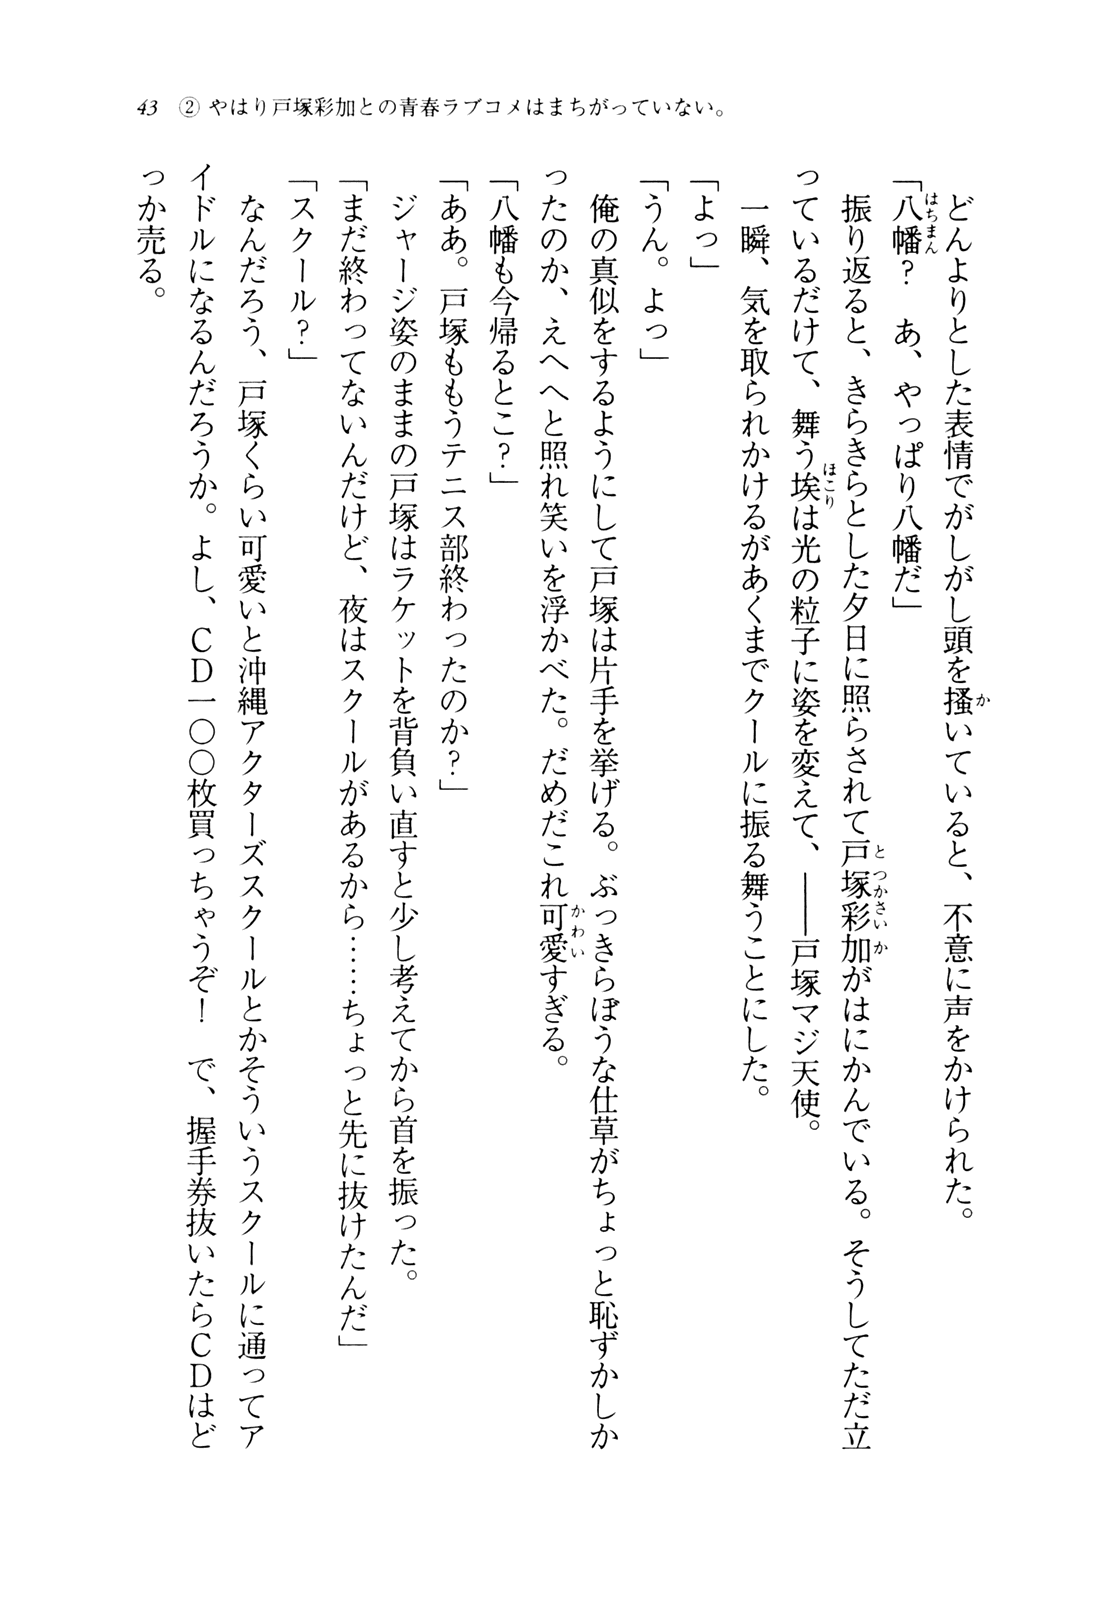 43　② やはり戸塚彩加との青春ラブコメはまちがっていない。
　どんよりとした表情でがしがし頭を掻いていると、不意に声をかけられた。
「八幡？　あ、やっぱり八幡だ」
　振り返ると、きらきらとした夕日に照らされて戸塚彩加がはにかんでいる。そうしてただ立
っているだけで、舞う埃は光の粒子に姿を変えて、――戸塚マジ天使。
　一瞬、気を取られかけるがあくまでクールに振る舞うことにした。
「よっ」
「うん。よっ」
　俺の真似をするようにして戸塚は片手を挙げる。ぶっきらぼうな仕草がちょっと恥ずかしか
ったのか、えへへと照れ笑いを浮かべた。だめだこれ可愛すぎる。
「八幡も今帰るとこ？」
「ああ。戸塚ももうテニス部終わったのか？」
　ジャージ姿のままの戸塚はラケットを背負い直すと少し考えてから首を振った。
「まだ終わってないんだけど、夜はスクールがあるから……ちょっと先に抜けたんだ」
「スクール？」
　なんだろう、戸塚くらい可愛いと沖縄アクターズスクールとかそういうスクールに通ってア
イドルになるんだろうか。よし、ＣＤ一〇〇枚買っちゃうぞ！　で、握手券抜いたらＣＤはど
っか売る。